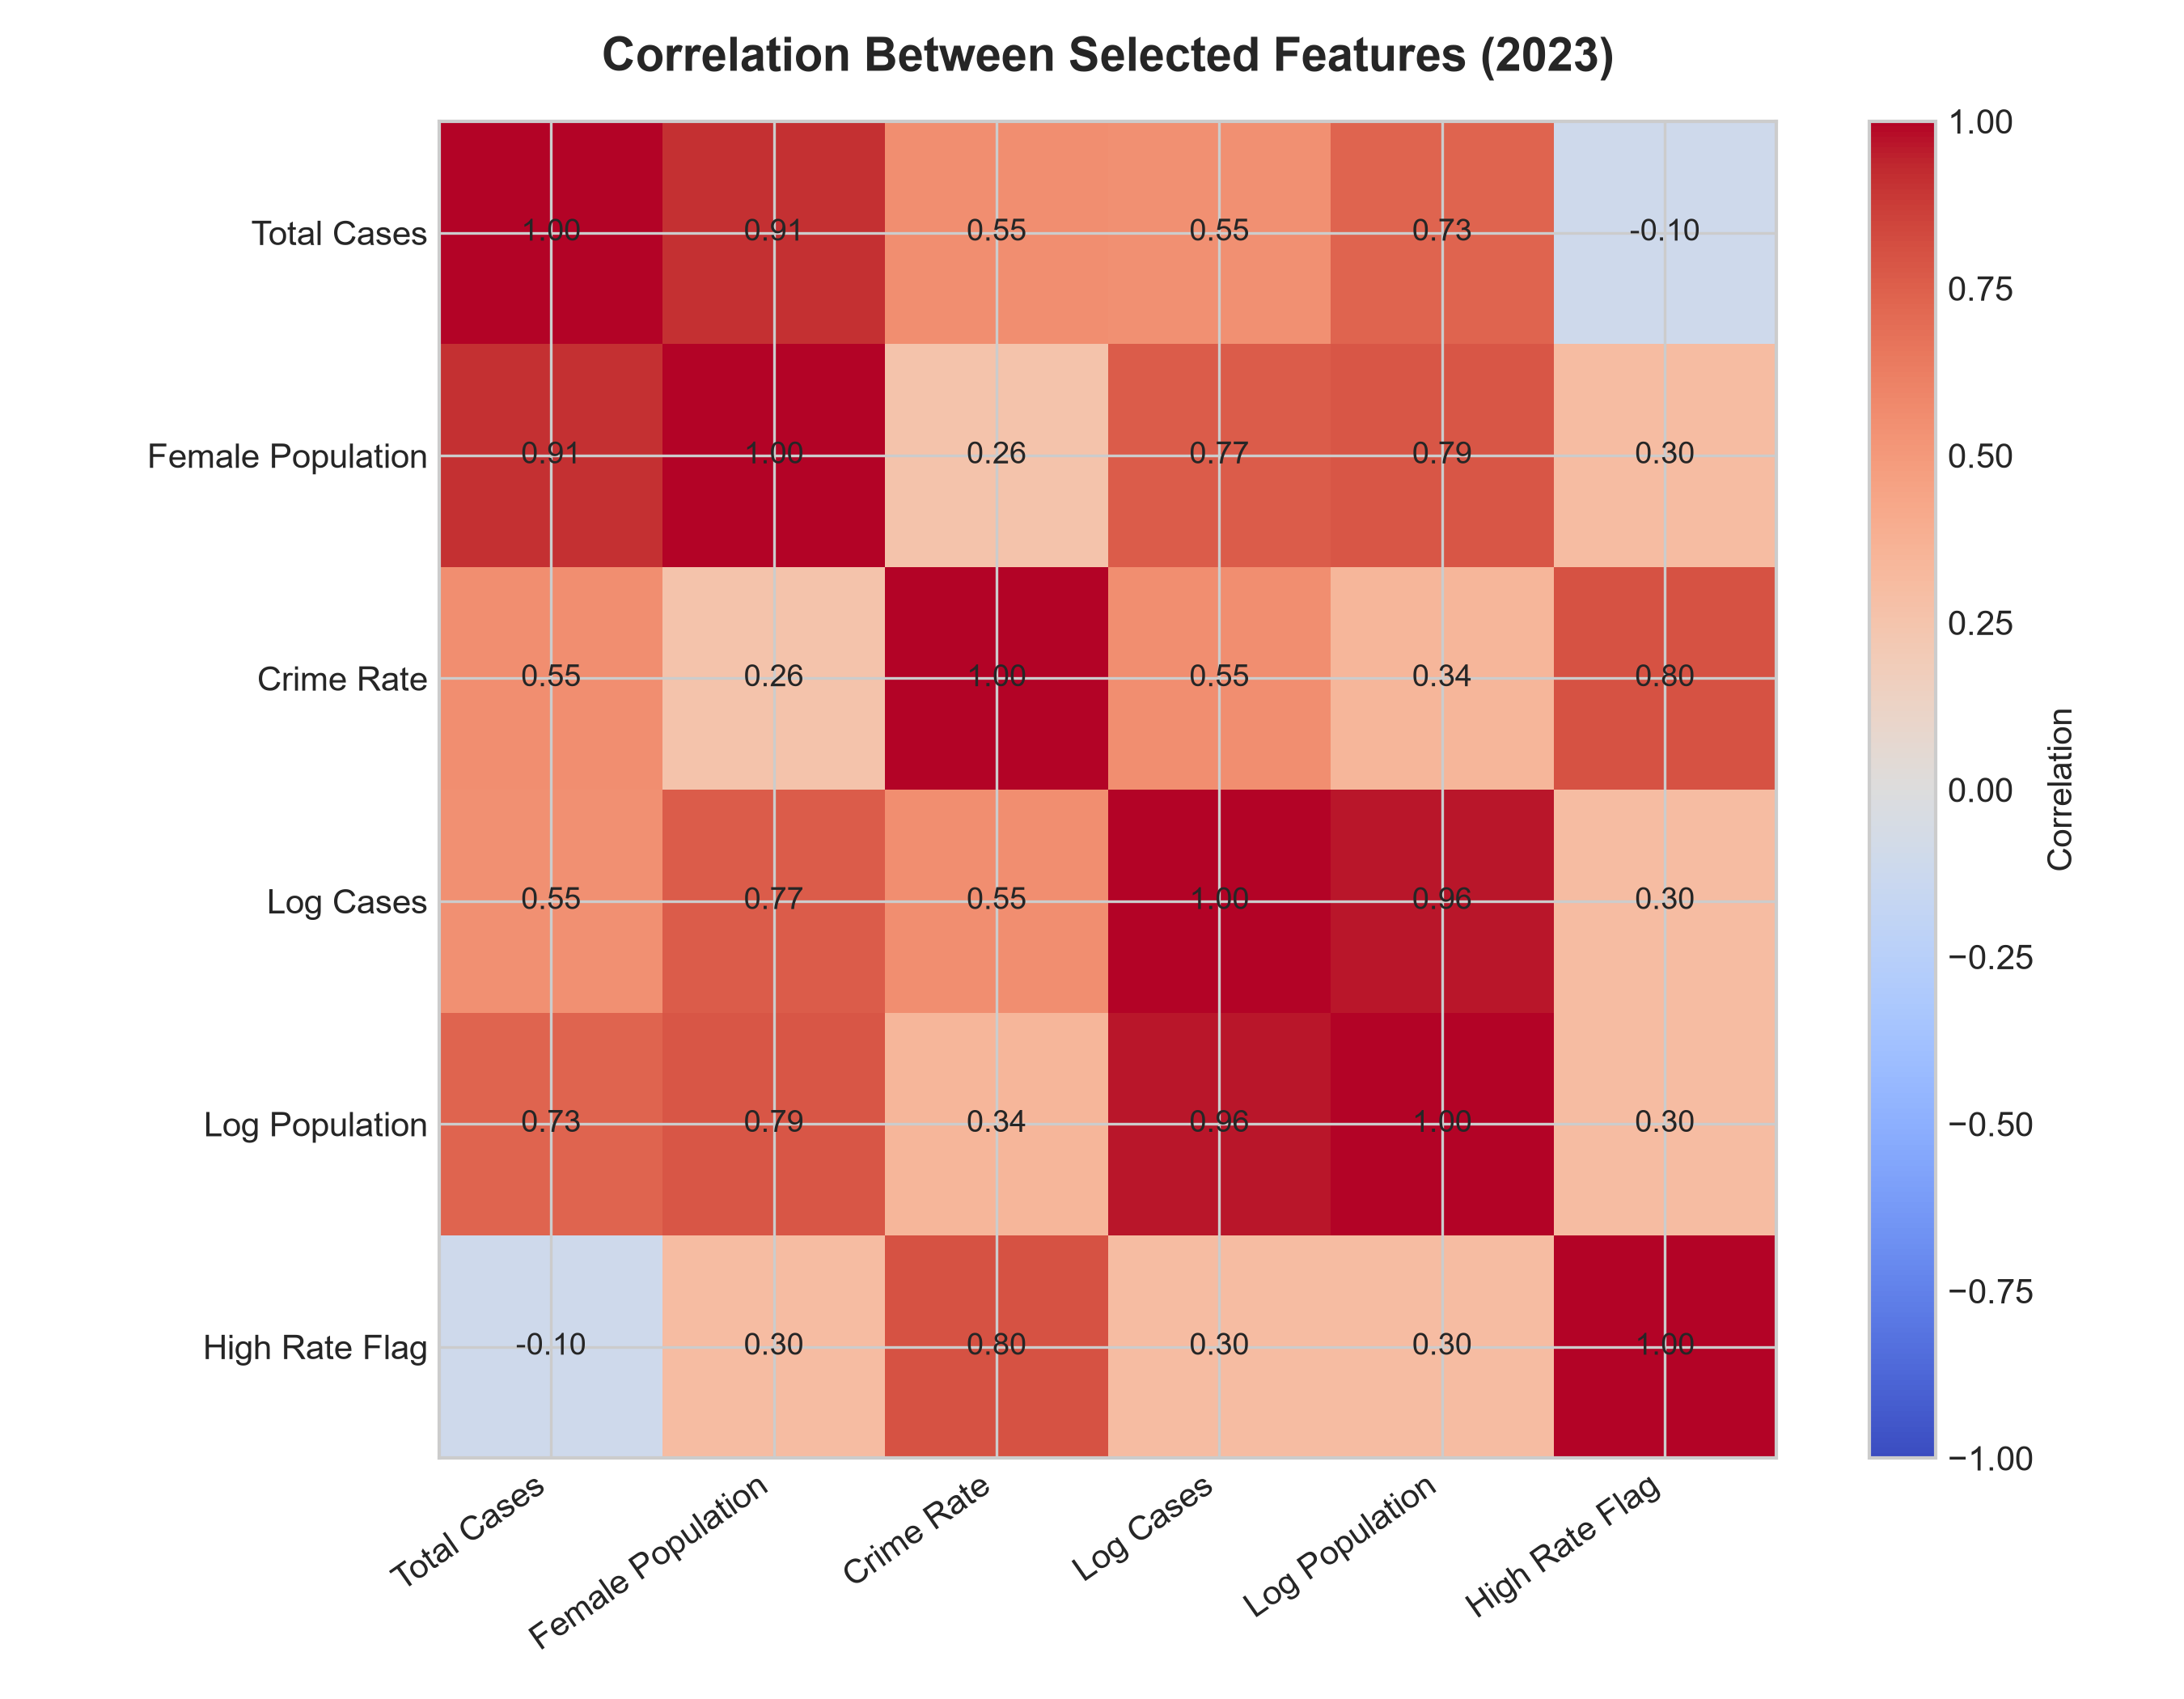 Correlation Between Selected Features (2023)
Total Cases 1.00 0.91 0.55 0.55 0.73 -0.10
Female Population 0.91 1.00 0.26 0.77 0.79 0.30
Crime Rate 0.55 0.26 1.00 0.55 0.34 0.80
Log Cases 0.55 0.77 0.55 1.00 0.96 0.30
Log Population 0.73 0.79 0.34 0.96 1.00 0.30
High Rate Flag -0.10 0.30 0.80 0.30 0.30 1.00
Total Cases Female Population Crime Rate Log Cases Log Population High Rate Flag
1.00
0.75
0.50
0.25
0.00
−0.25
−0.50
−0.75
−1.00
Correlation